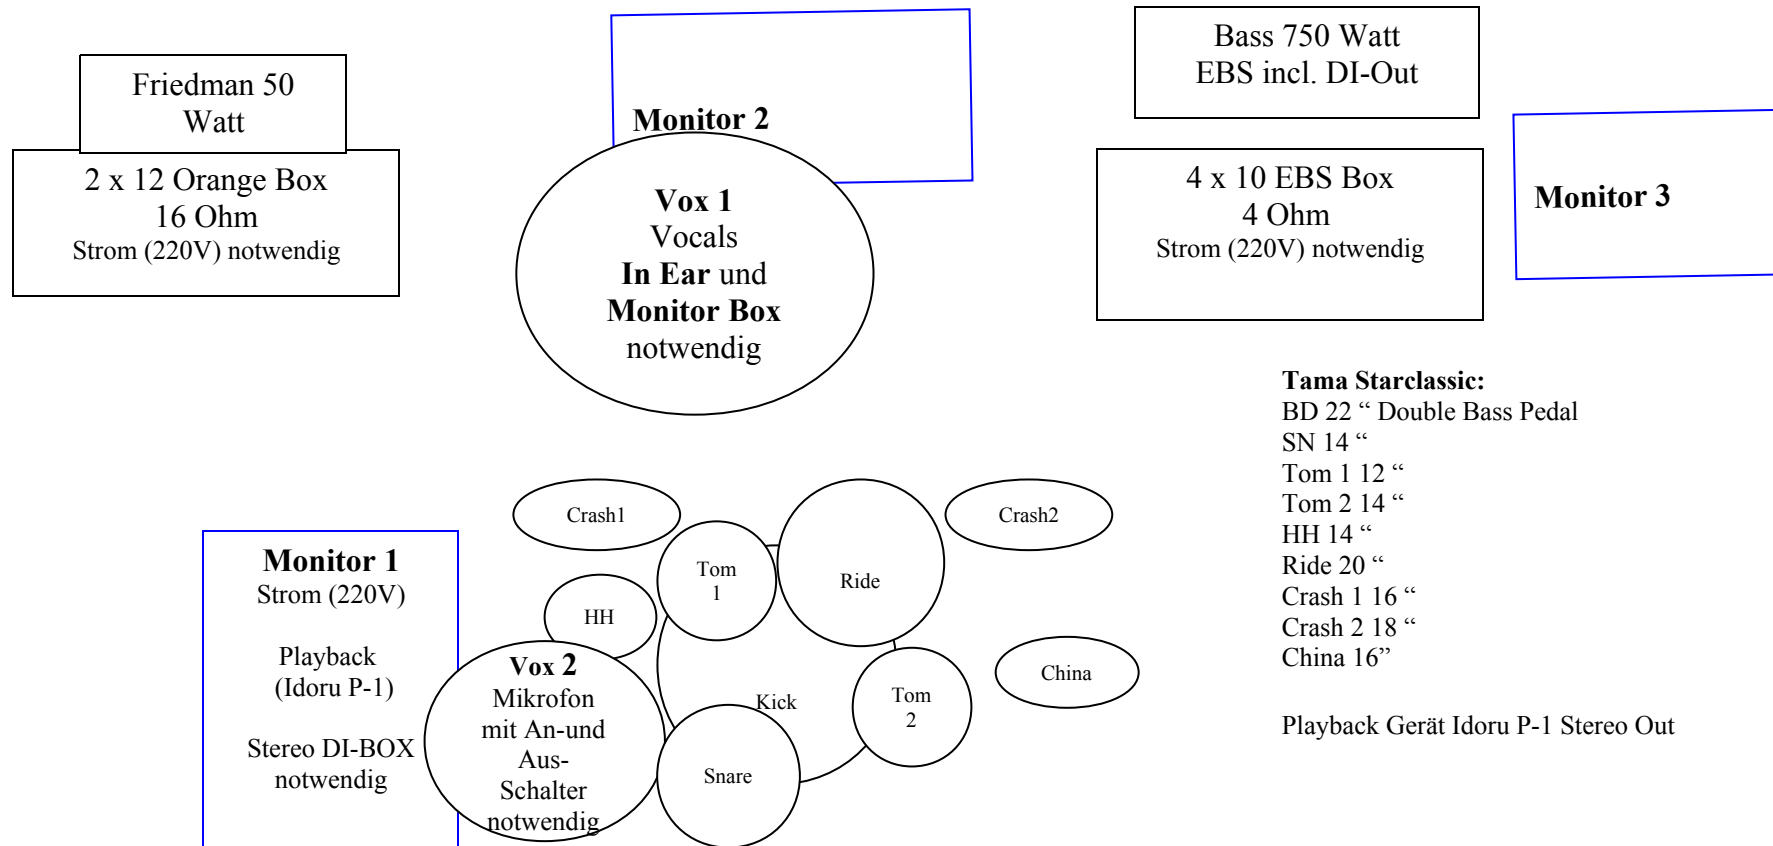 Friedman 50
Watt
2 x 12 Orange Box
16 Ohm
Strom (220V) notwendig
Monitor 2
Vox 1
Vocals
In Ear und
Monitor Box
notwendig
Bass 750 Watt
EBS incl. DI-Out
4 x 10 EBS Box
4 Ohm
Strom (220V) notwendig
Monitor 3
Tama Starclassic:
BD 22 “ Double Bass Pedal
SN 14 “
Tom 1 12 “
Tom 2 14 “
HH 14 “
Ride 20 “
Crash 1 16 “
Crash 2 18 “
China 16”
Playback Gerät Idoru P-1 Stereo Out
Monitor 1
Strom (220V)
Playback
(Idoru P-1)
Stereo DI-BOX
notwendig
Crash1
HH
Tom
1
Ride
Crash2
China
Tom
2
Kick
Snare
Vox 2
Mikrofon
mit An-und
Aus-
Schalter
notwendig